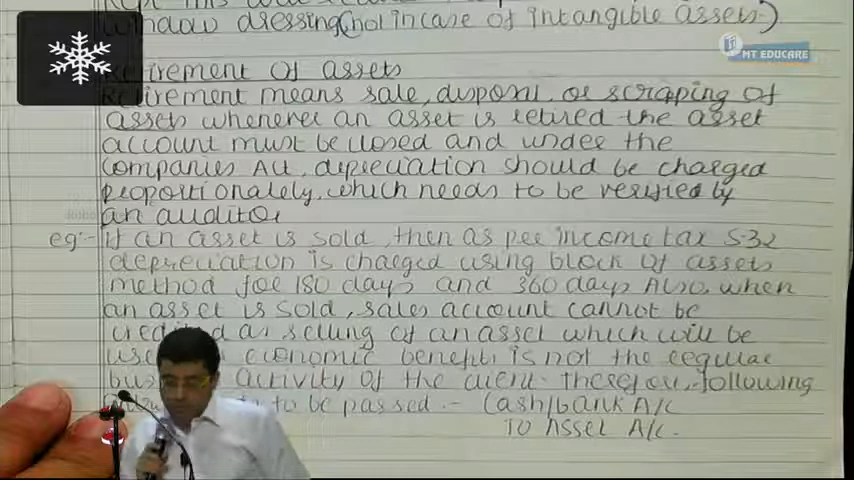 window dressing (not incase of intangible assets.)
MT EDUCARE
Retirement of assets
Retirement means sale, disposal, or scraping of
assets whenever an asset is retired the asset
account must be closed and under the
companies Act, depreciation should be charged
proportionately, which needs to be verified by
an auditor
eg:- if an asset is sold, then as per income tax S-32
depreciation is charged using block of assets
method for 180 days and 360 days Also, when
an asset is sold, sales account cannot be
credited as selling of an asset which will be
economic benefits is not the regular
activity of the client. Therefore, following
to be passed :- Cash/bank A/c
To Asset A/c.